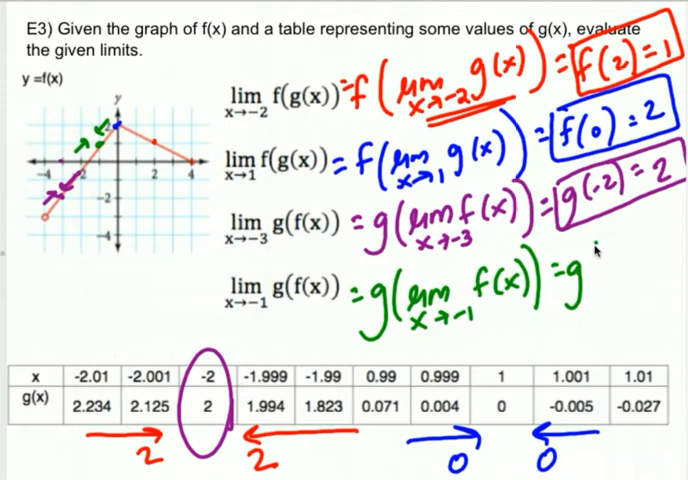 E3) Given the graph of f(x) and a table representing some values of g(x), evaluate
the given limits.
y =f(x)
y
-4 -2 2 4 x
2
-2
-4
lim x→-2 f(g(x)) = f(lim x→-2 g(x)) = f(2) = 1
lim x→1 f(g(x)) = f(lim x→1 g(x)) = f(0) = 2
lim x→-3 g(f(x)) = g(lim x→-3 f(x)) = g(-2) = 2
lim x→-1 g(f(x)) = g(lim x→-1 f(x)) = g
x -2.01 -2.001 -2 -1.999 -1.99 0.99 0.999 1 1.001 1.01
g(x) 2.234 2.125 2 1.994 1.823 0.071 0.004 0 -0.005 -0.027
2 2 0 0